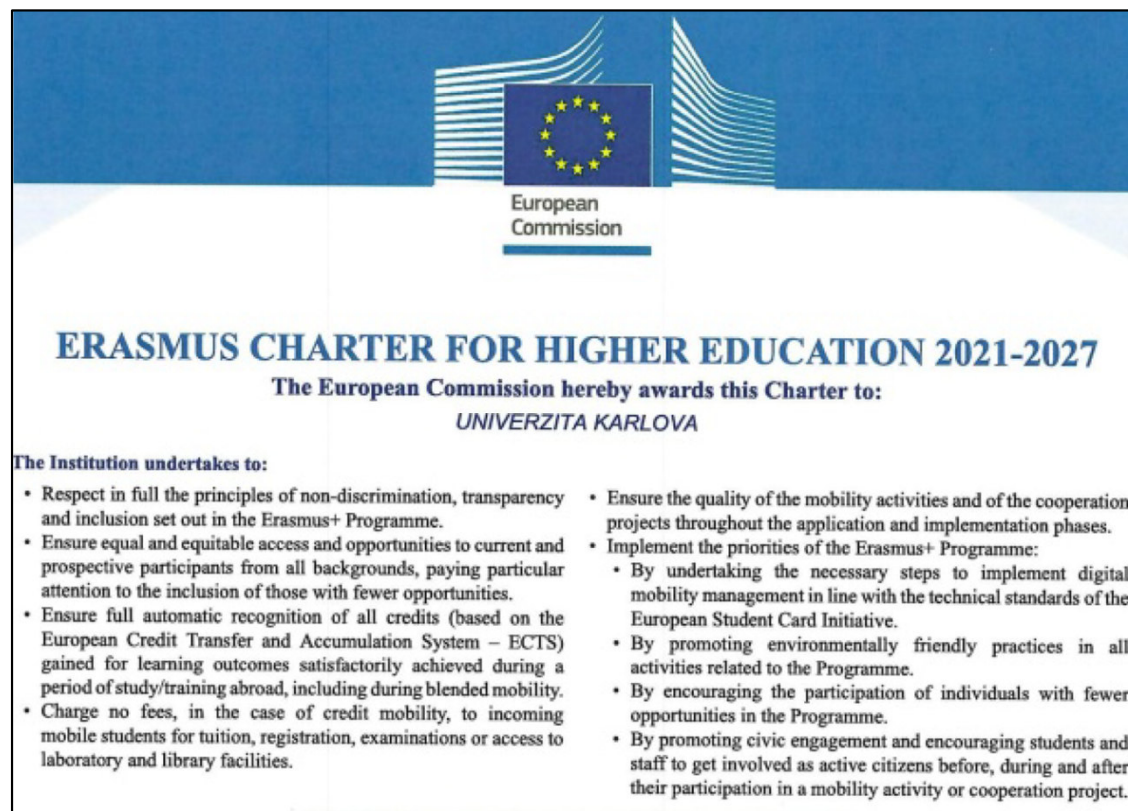 European
Commission
ERASMUS CHARTER FOR HIGHER EDUCATION 2021-2027
The European Commission hereby awards this Charter to:
UNIVERZITA KARLOVA
The Institution undertakes to:
• Respect in full the principles of non-discrimination, transparency
and inclusion set out in the Erasmus+ Programme.
• Ensure equal and equitable access and opportunities to current and
prospective participants from all backgrounds, paying particular
attention to the inclusion of those with fewer opportunities.
• Ensure full automatic recognition of all credits (based on the
European Credit Transfer and Accumulation System – ECTS)
gained for learning outcomes satisfactorily achieved during a
period of study/training abroad, including during blended mobility.
• Charge no fees, in the case of credit mobility, to incoming
mobile students for tuition, registration, examinations or access to
laboratory and library facilities.
• Ensure the quality of the mobility activities and of the cooperation
projects throughout the application and implementation phases.
• Implement the priorities of the Erasmus+ Programme:
• By undertaking the necessary steps to implement digital
mobility management in line with the technical standards of the
European Student Card Initiative.
• By promoting environmentally friendly practices in all
activities related to the Programme.
• By encouraging the participation of individuals with fewer
opportunities in the Programme.
• By promoting civic engagement and encouraging students and
staff to get involved as active citizens before, during and after
their participation in a mobility activity or cooperation project.